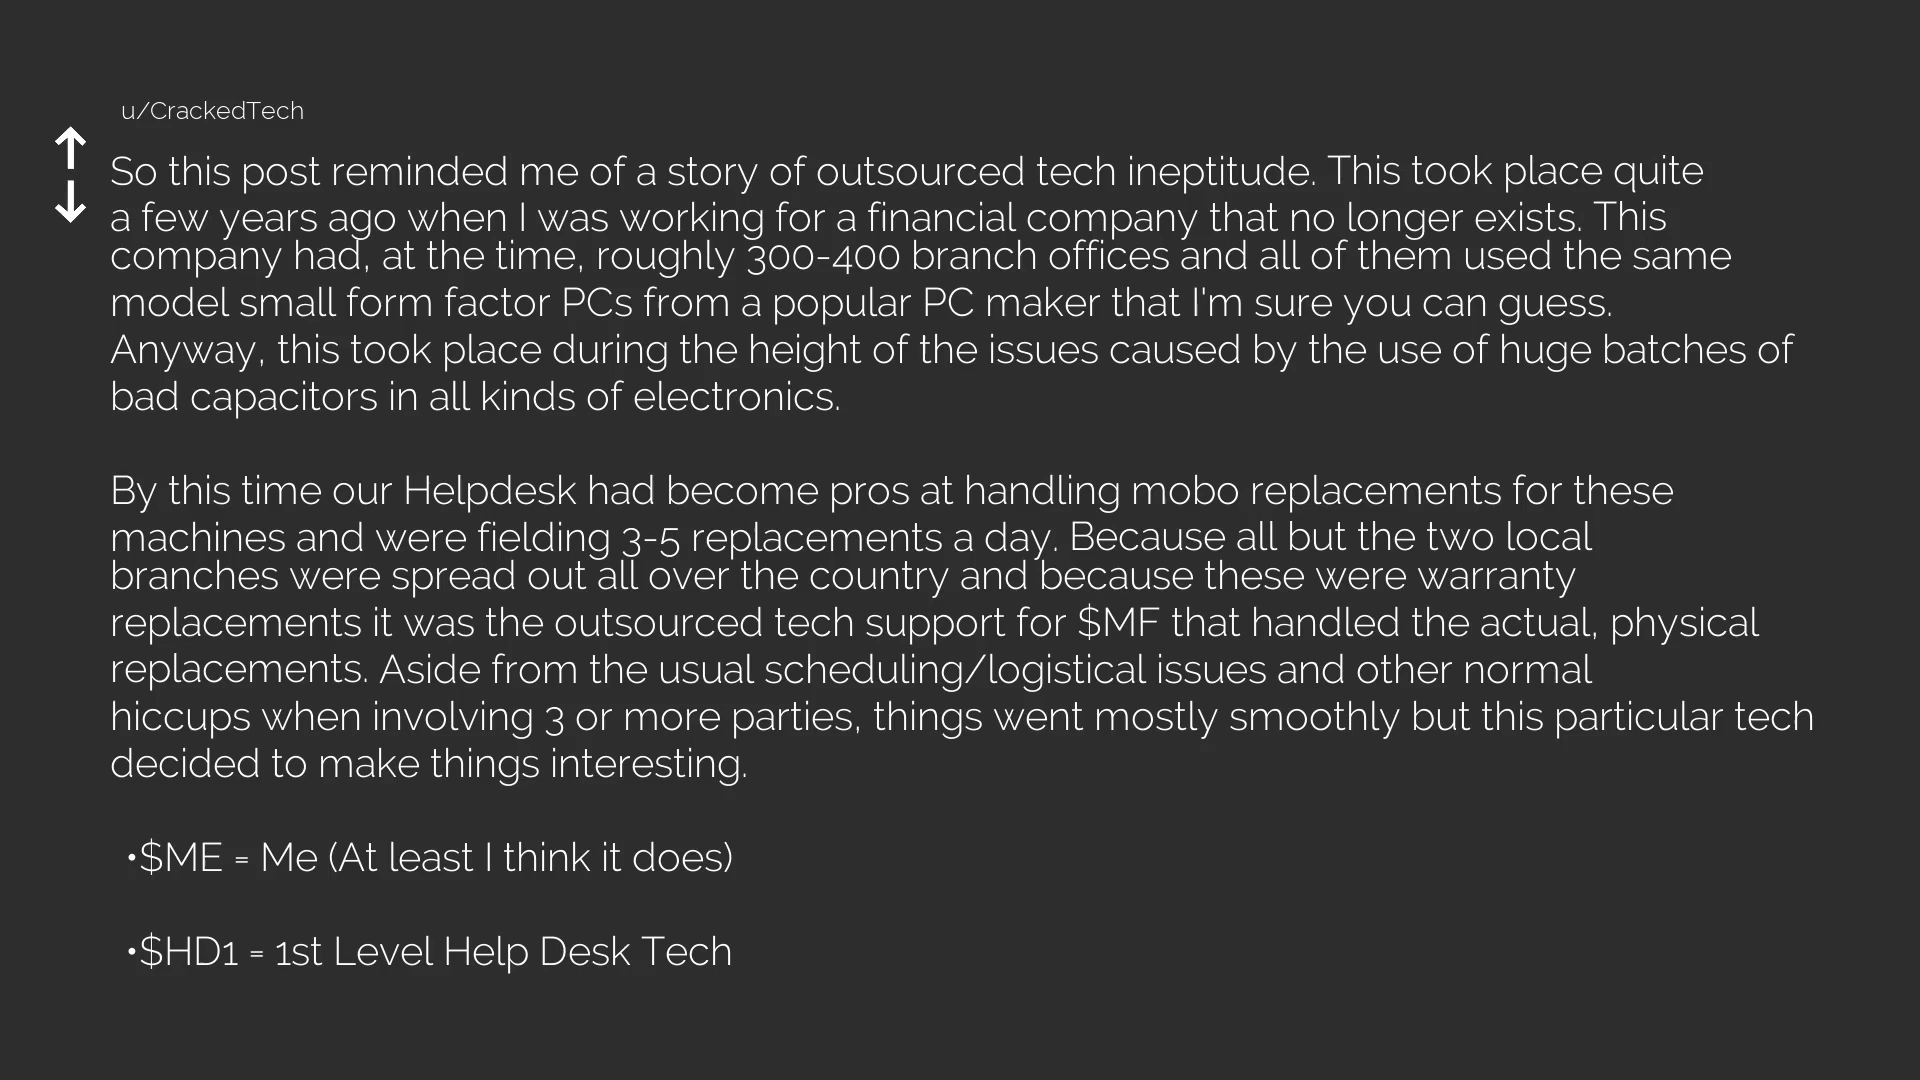 u/CrackedTech
So this post reminded me of a story of outsourced tech ineptitude. This took place quite
a few years ago when I was working for a financial company that no longer exists. This
company had, at the time, roughly 300-400 branch offices and all of them used the same
model small form factor PCs from a popular PC maker that I'm sure you can guess.
Anyway, this took place during the height of the issues caused by the use of huge batches of
bad capacitors in all kinds of electronics.
By this time our Helpdesk had become pros at handling mobo replacements for these
machines and were fielding 3-5 replacements a day. Because all but the two local
branches were spread out all over the country and because these were warranty
replacements it was the outsourced tech support for $MF that handled the actual, physical
replacements. Aside from the usual scheduling/logistical issues and other normal
hiccups when involving 3 or more parties, things went mostly smoothly but this particular tech
decided to make things interesting.
•$ME = Me (At least I think it does)
•$HD1 = 1st Level Help Desk Tech